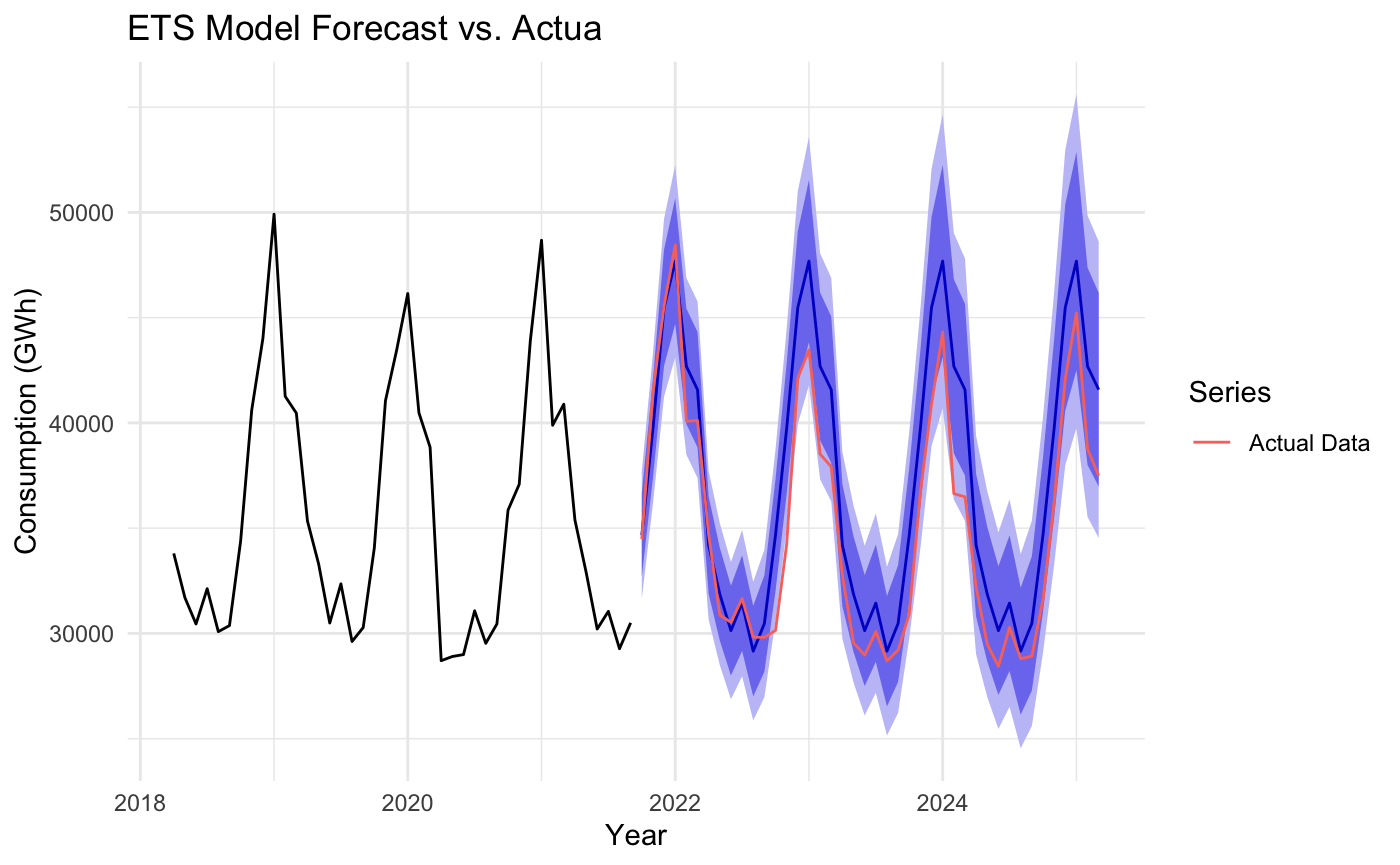 ETS Model Forecast vs. Actua
Consumption (GWh)
50000
40000
30000
2018
2020
2022
2024
Year
Series
Actual Data